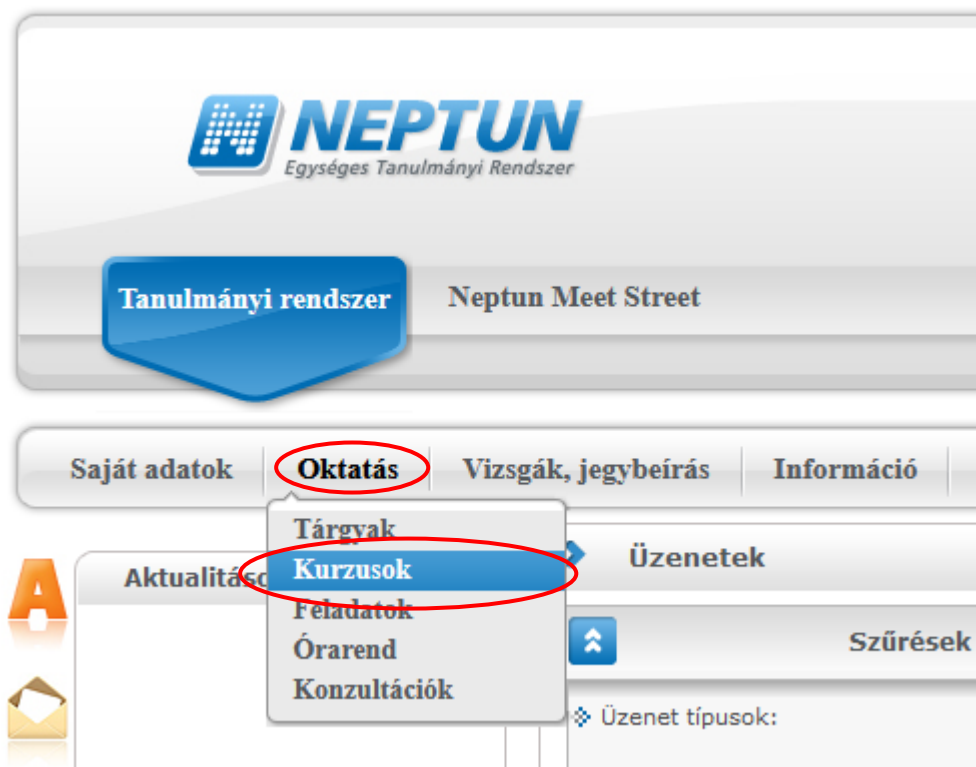 NEPTUN
Egységes Tanulmányi Rendszer
Tanulmányi rendszer
Neptun Meet Street
Saját adatok
Oktatás
Vizsgák, jegybeírás
Információ
Tárgyak
Kurzusok
Feladatok
Órarend
Konzultációk
Üzenetek
Szűrések
Üzenet típusok: